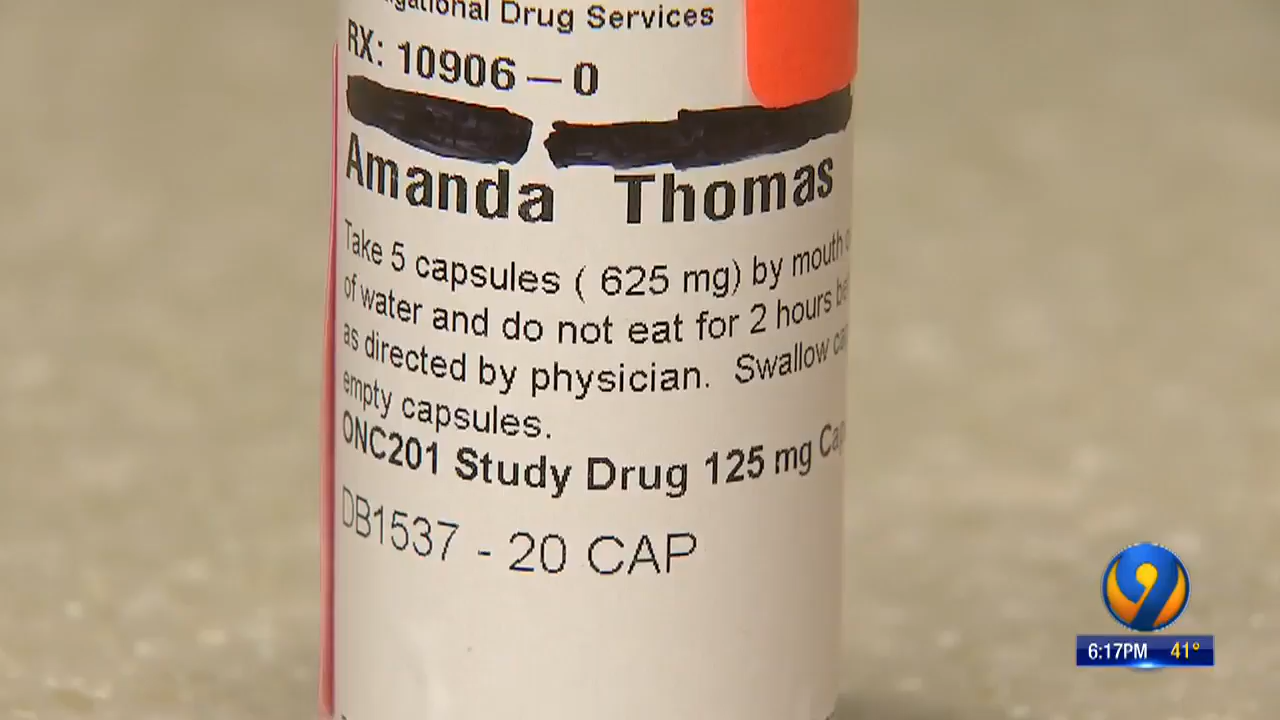 Drug Services
RX: 10906 – 0
Amanda Thomas
Take 5 capsules ( 625 mg) by mouth
of water and do not eat for 2 hours
as directed by physician. Swallow
empty capsules.
ONC201 Study Drug 125 mg
DB1537 - 20 CAP
9
6:17PM 41°